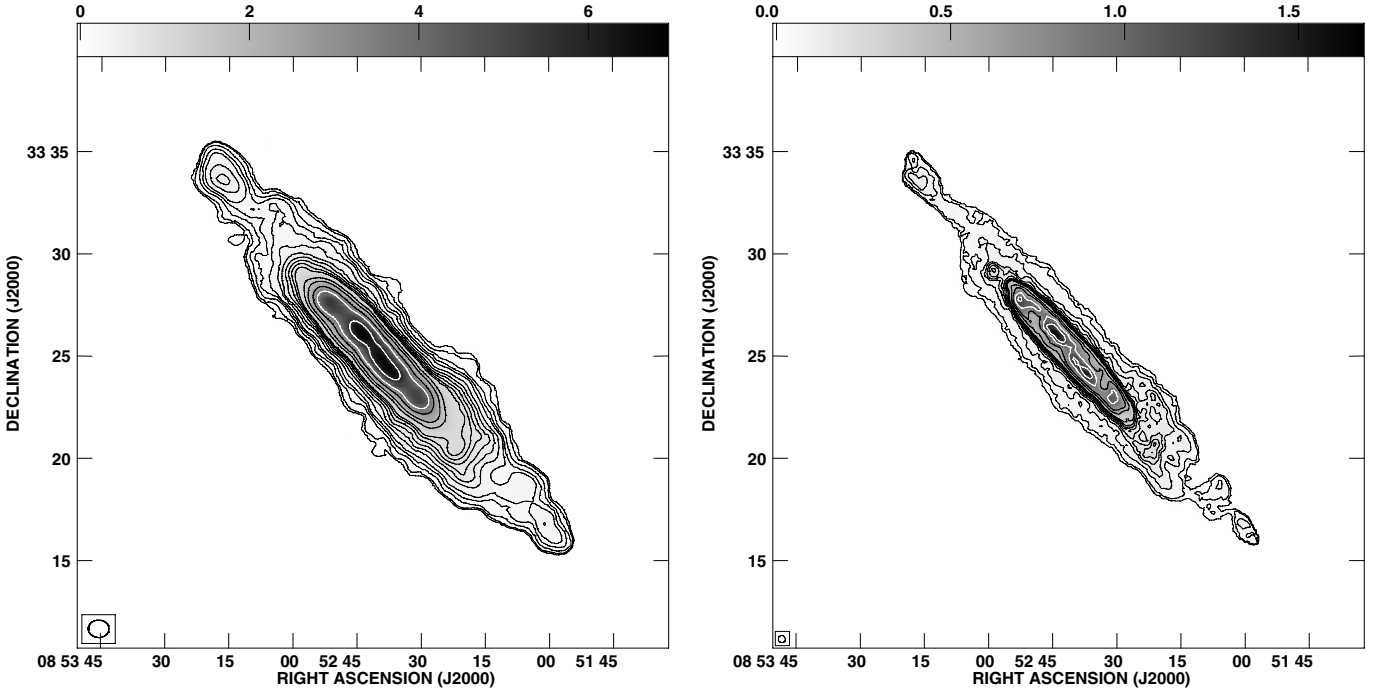 0 2 4 6
33 35
30
25
20
15
DECLINATION (J2000)
08 53 45 30 15 00 52 45 30 15 00 51 45
RIGHT ASCENSION (J2000)
0.0 0.5 1.0 1.5
33 35
30
25
20
15
DECLINATION (J2000)
08 53 45 30 15 00 52 45 30 15 00 51 45
RIGHT ASCENSION (J2000)